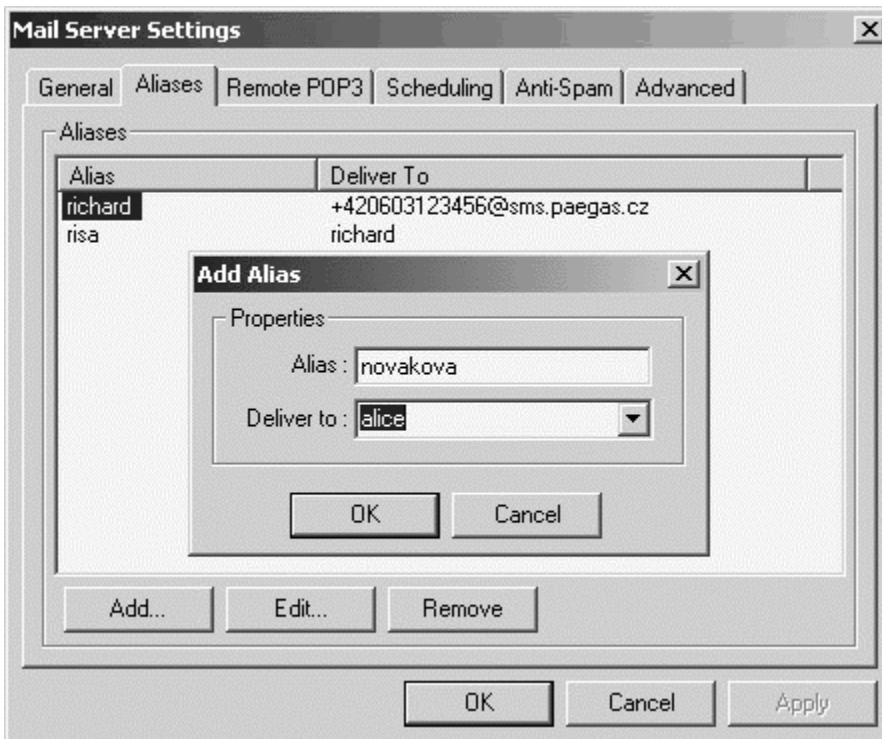 Mail Server Settings
General Aliases Remote POP3 Scheduling Anti-Spam Advanced
Aliases
Alias Deliver To
richard +420603123456@sms.paegas.cz
risa richard
Add Alias
Properties
Alias : novakova
Deliver to : alice
OK Cancel
Add... Edit... Remove
OK Cancel Apply